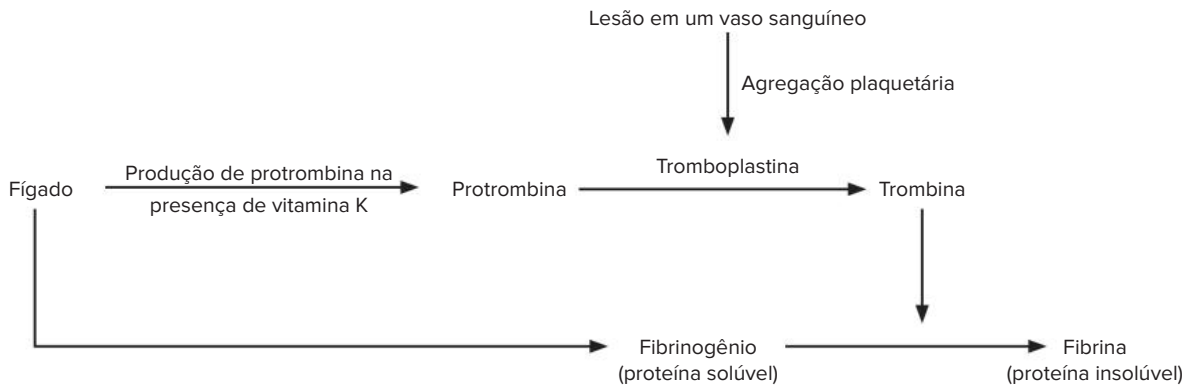 Lesão em um vaso sanguíneo
Agregação plaquetária
Produção de protrombina na
presença de vitamina K
Tromboplastina
Fígado
Protrombina
Trombina
Fibrinogênio
(proteína solúvel)
Fibrina
(proteína insolúvel)